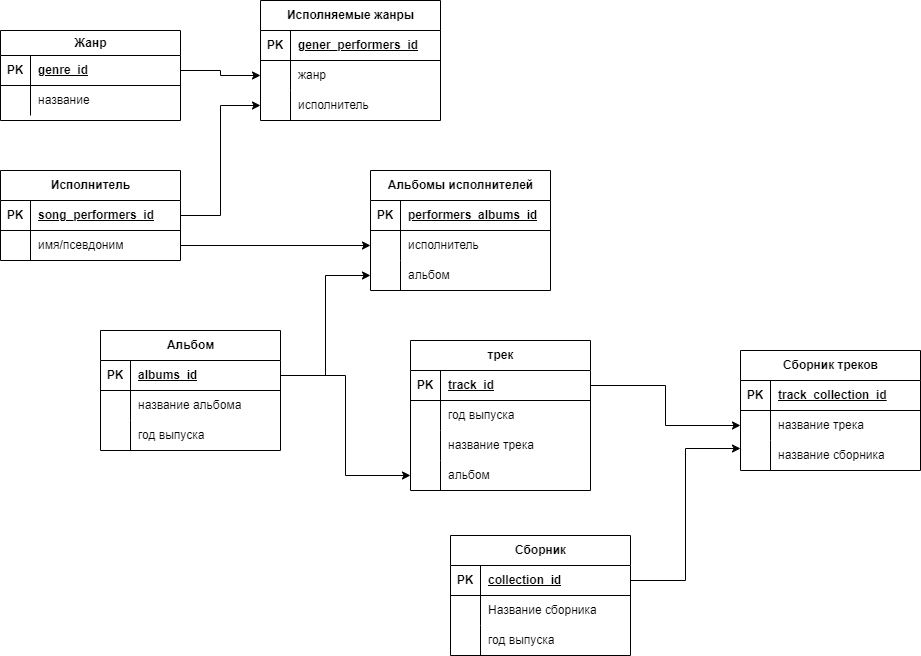 Исполняемые жанры
PK gener_performers_id
жанр
исполнитель
Жанр
PK genre_id
название
Исполнитель
PK song_performers_id
имя/псевдоним
Альбомы исполнителей
PK performers_albums_id
исполнитель
альбом
Альбом
PK albums_id
название альбома
год выпуска
трек
PK track_id
год выпуска
название трека
альбом
Сборник треков
PK track_collection_id
название трека
название сборника
Сборник
PK collection_id
Название сборника
год выпуска